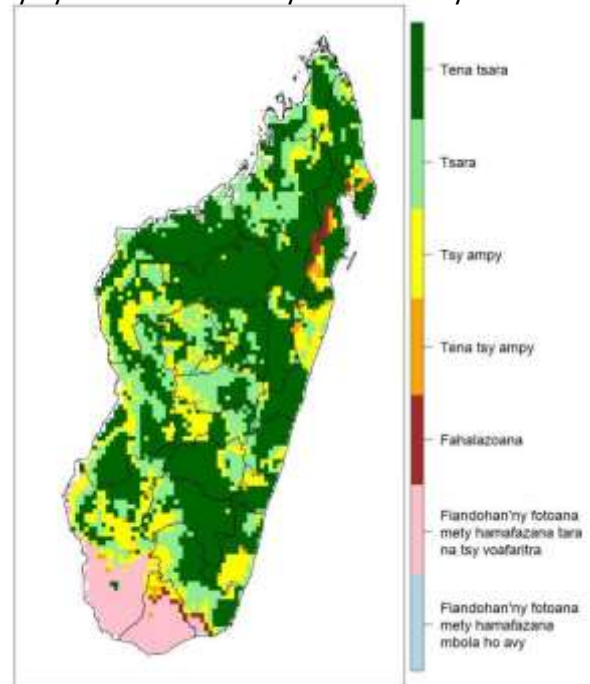 Tena tsara
Tsara
Tsy ampy
Tena tsy ampy
Fahalazoana
Fiandohan'ny fotoana
mety hamafazana tara
na tsy voafaritra
Fiandohan'ny fotoana
mety hamafazana
mbola ho avy